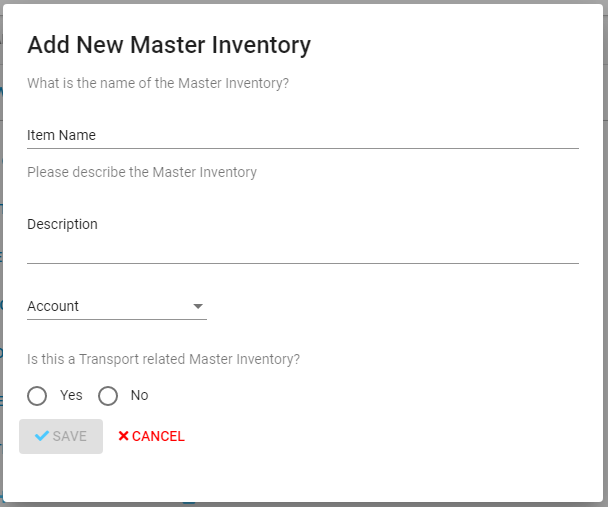 Add New Master Inventory
What is the name of the Master Inventory?
Item Name
Please describe the Master Inventory
Description
Account
Is this a Transport related Master Inventory?
Yes No
SAVE CANCEL